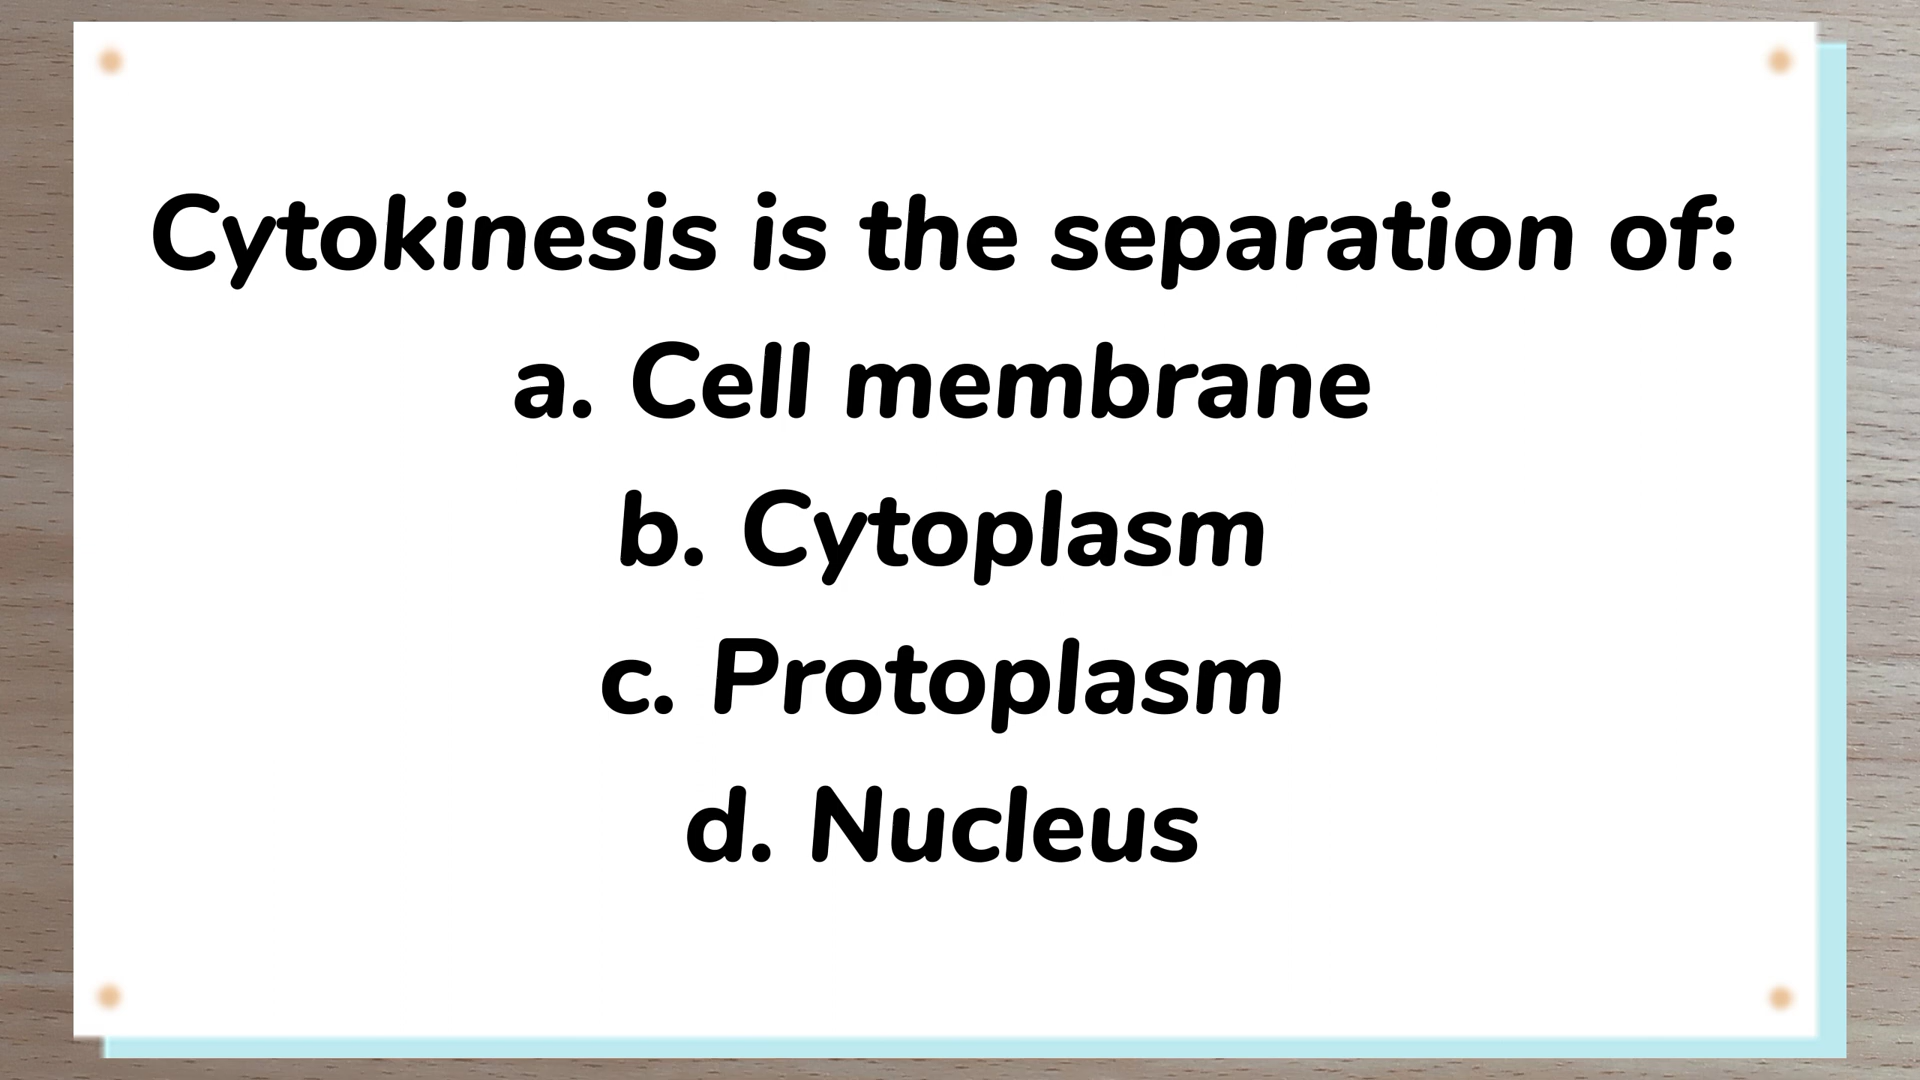 Cytokinesis is the separation of:
a. Cell membrane
b. Cytoplasm
c. Protoplasm
d. Nucleus